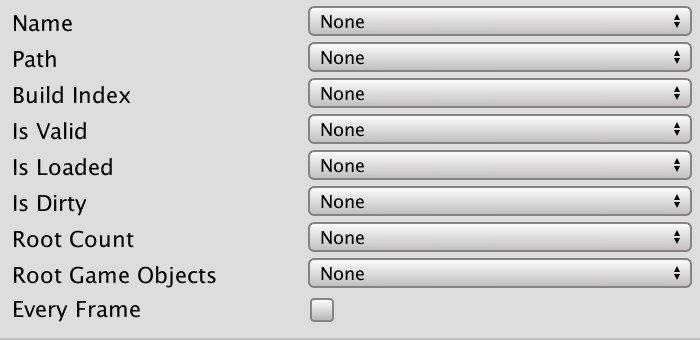 Name None
Path None
Build Index None
Is Valid None
Is Loaded None
Is Dirty None
Root Count None
Root Game Objects None
Every Frame